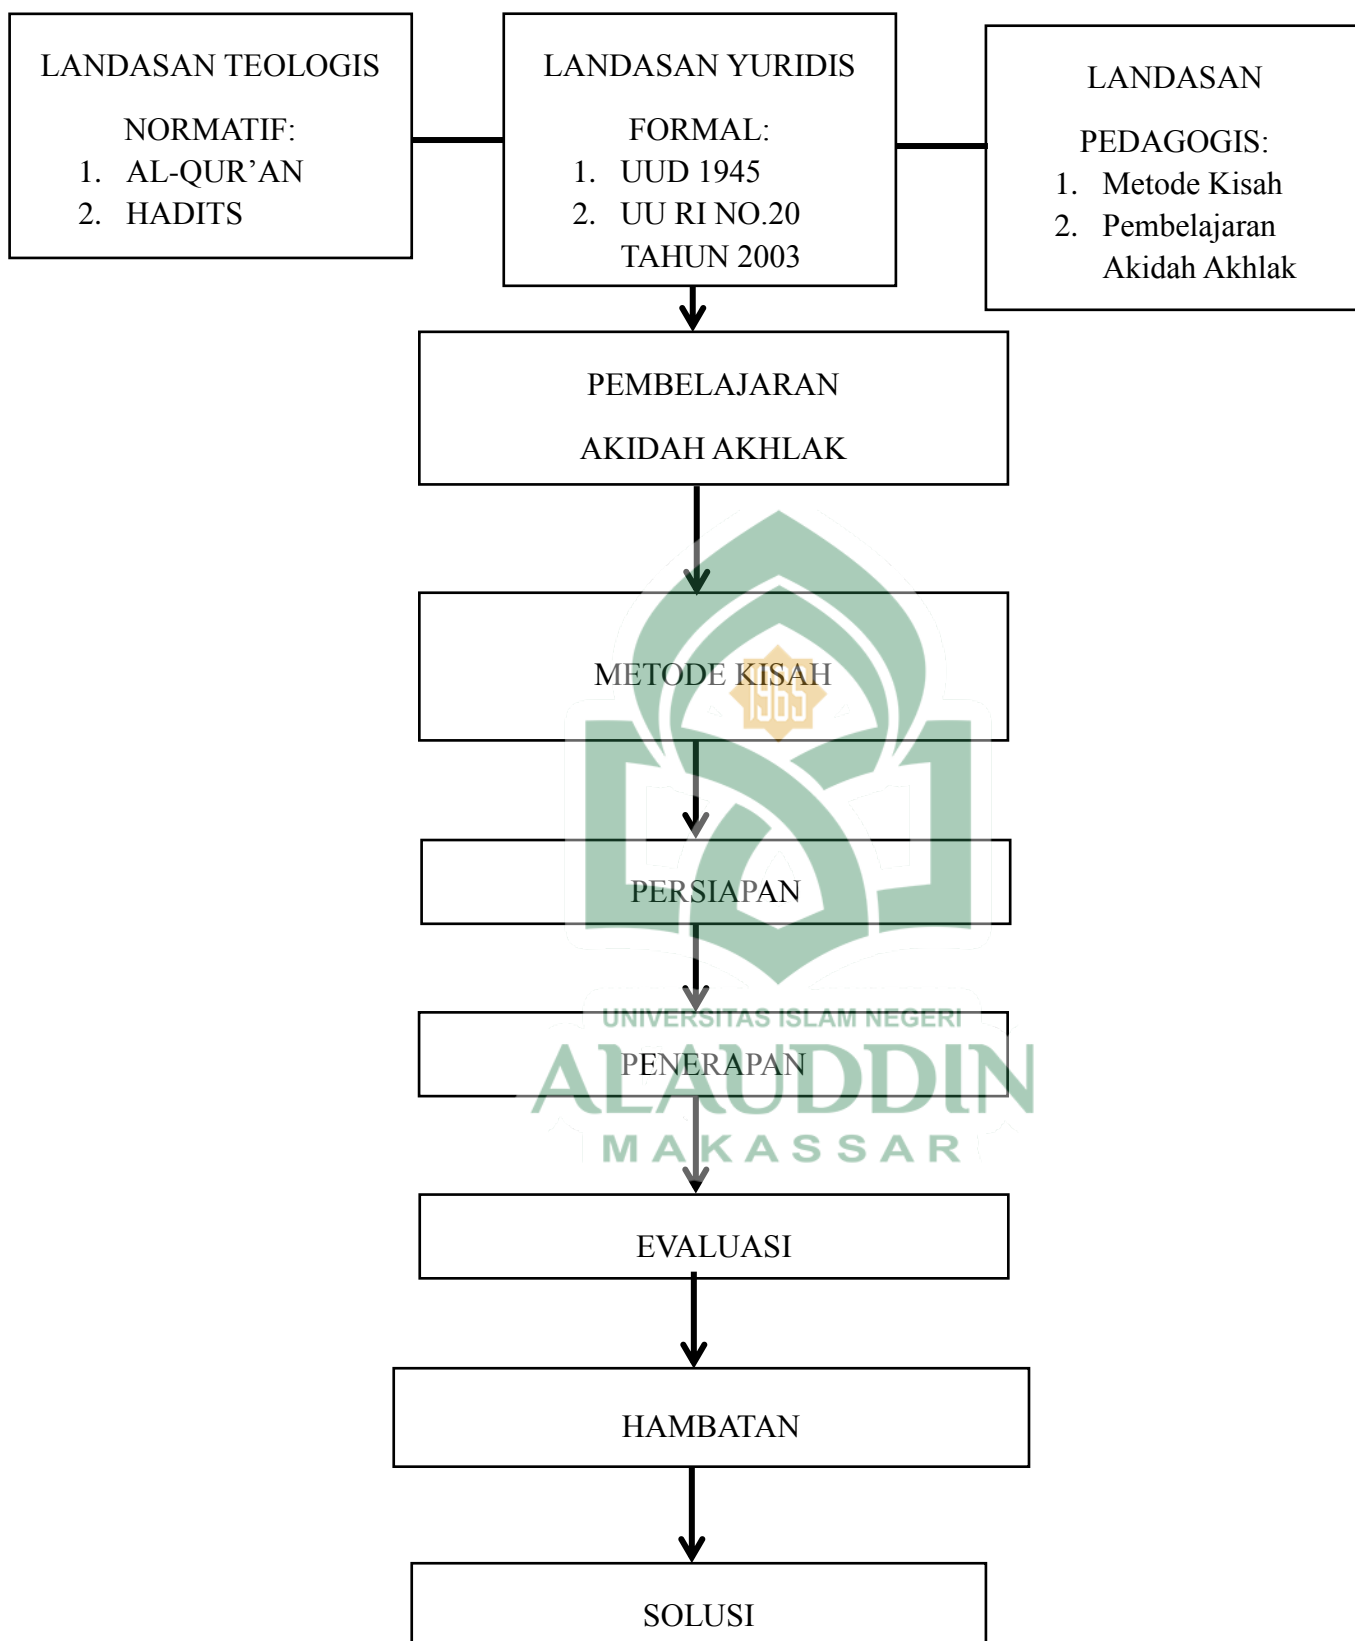 LANDASAN TEOLOGIS
NORMATIF:
1. AL-QUR’AN
2. HADITS
LANDASAN YURIDIS
FORMAL:
1. UUD 1945
2. UU RI NO.20
TAHUN 2003
LANDASAN
PEDAGOGIS:
1. Metode Kisah
2. Pembelajaran
Akidah Akhlak
PEMBELAJARAN
AKIDAH AKHLAK
METODE KISAH
1965
PERSIAPAN
UNIVERSITAS ISLAM NEGERI
PENERAPAN
ALAUDDIN
MAKASSAR
EVALUASI
HAMBATAN
SOLUSI